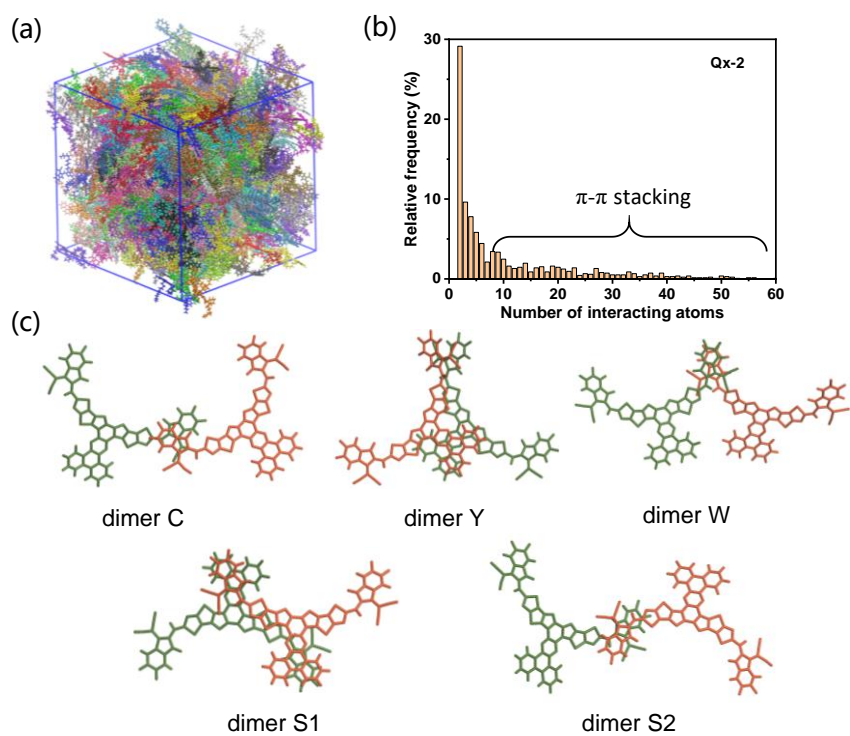 (a)
(b)
30
20
10
0
Relative frequency (%)
Qx-2
π-π stacking
0 10 20 30 40 50 60
Number of interacting atoms
(c)
dimer C
dimer Y
dimer W
dimer S1
dimer S2